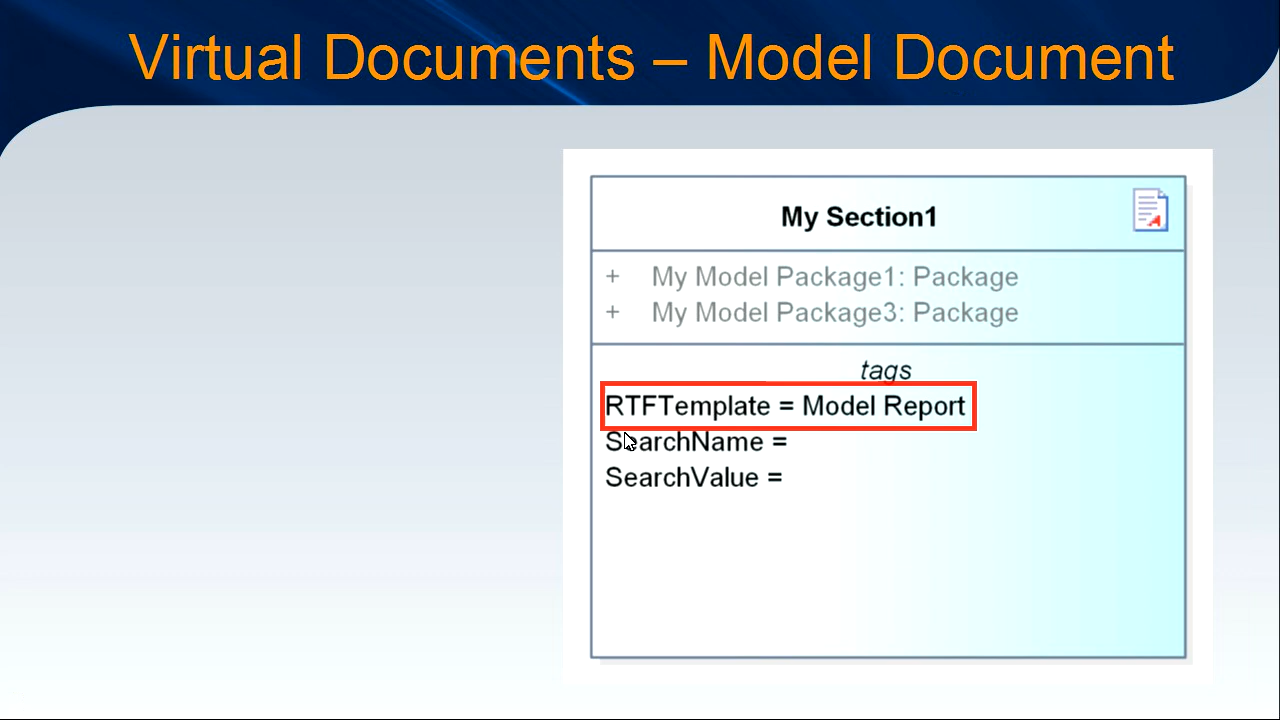 Virtual Documents – Model Document
My Section1
+ My Model Package1: Package
+ My Model Package3: Package
tags
RTFTemplate = Model Report
SearchName =
SearchValue =